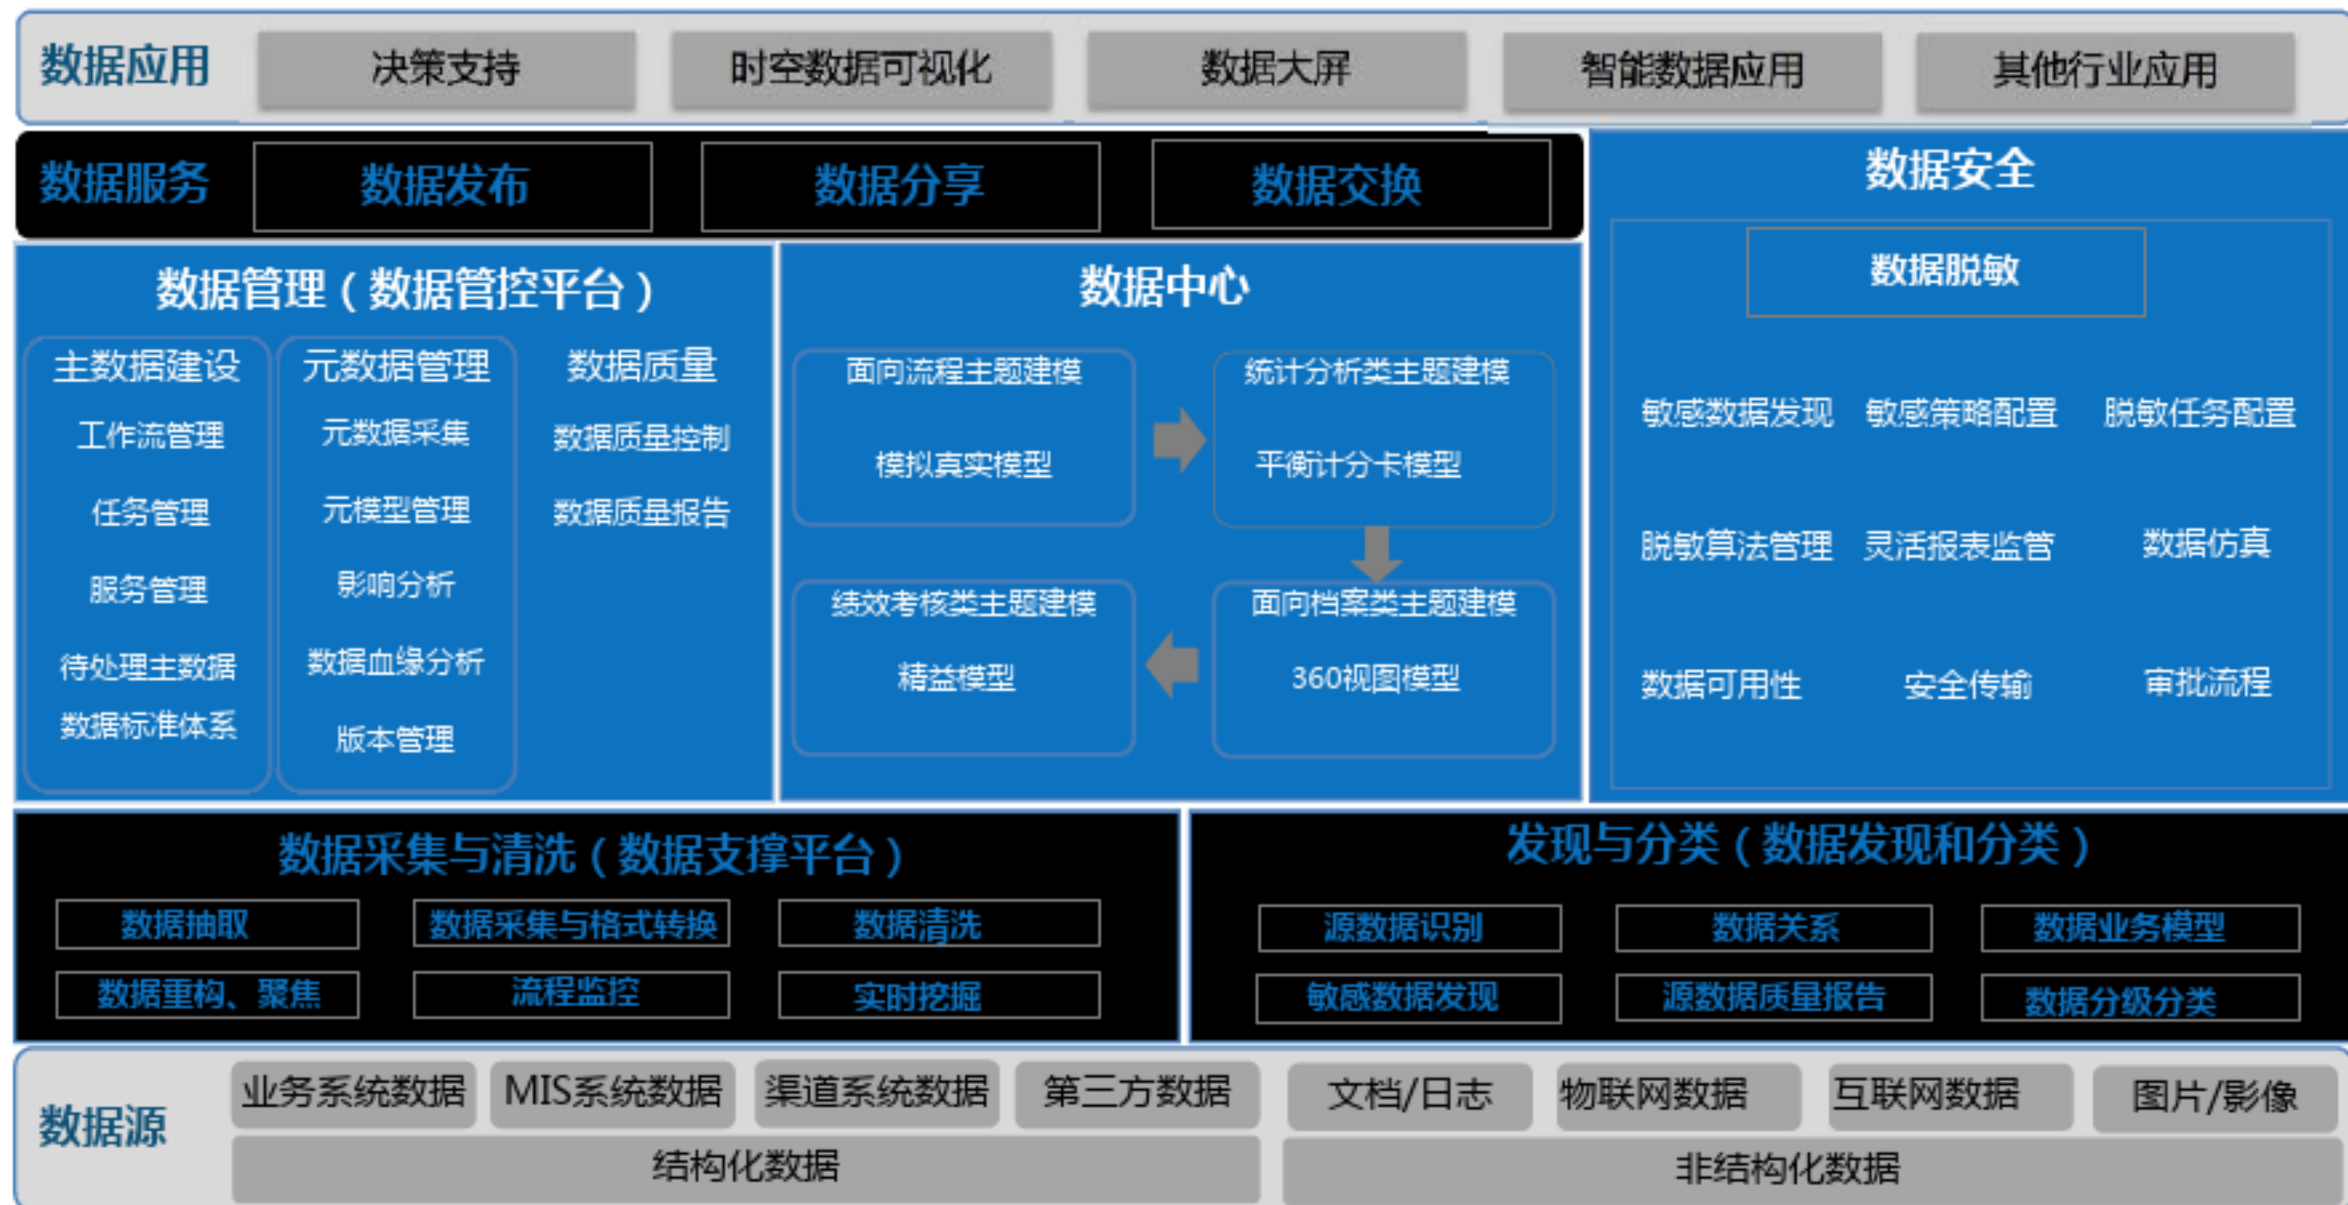 数据应用
决策支持
时空数据可视化
数据大屏
智能数据应用
其他行业应用
数据服务
数据发布
数据分享
数据交换
数据管理（数据管控平台）
主数据建设
工作流管理
任务管理
服务管理
待处理主数据
数据标准体系
元数据管理
元数据采集
元模型管理
影响分析
数据血缘分析
版本管理
数据质量
数据质量控制
数据质量报告
数据中心
面向流程主题建模
模拟真实模型
统计分析类主题建模
平衡计分卡模型
绩效考核类主题建模
精益模型
面向档案类主题建模
360视图模型
数据安全
数据脱敏
敏感数据发现
敏感策略配置
脱敏任务配置
脱敏算法管理
灵活报表监管
数据仿真
数据可用性
安全传输
审批流程
数据采集与清洗（数据支撑平台）
数据抽取
数据采集与格式转换
数据清洗
数据重构、聚焦
流程监控
实时挖掘
发现与分类（数据发现和分类）
源数据识别
数据关系
数据业务模型
敏感数据发现
源数据质量报告
数据分级分类
数据源
业务系统数据
MIS系统数据
渠道系统数据
第三方数据
文档/日志
物联网数据
互联网数据
图片/影像
结构化数据
非结构化数据